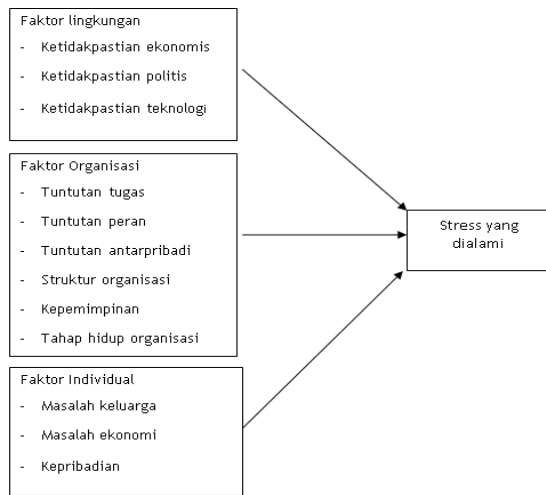 Faktor lingkungan
- Ketidakpastian ekonomis
- Ketidakpastian politis
- Ketidakpastian teknologi
Faktor Organisasi
- Tuntutan tugas
- Tuntutan peran
- Tuntutan antarpribadi
- Struktur organisasi
- Kepemimpinan
- Tahap hidup organisasi
Faktor Individual
- Masalah keluarga
- Masalah ekonomi
- Kepribadian
Stress yang
dialami